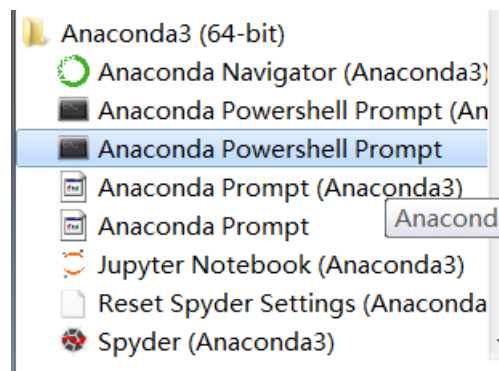 Anaconda3 (64-bit)
Anaconda Navigator (Anaconda3)
Anaconda Powershell Prompt (An
Anaconda Powershell Prompt
Anaconda Prompt (Anaconda3)
Anaconda Prompt
Anacond
Jupyter Notebook (Anaconda3)
Reset Spyder Settings (Anaconda
Spyder (Anaconda3)